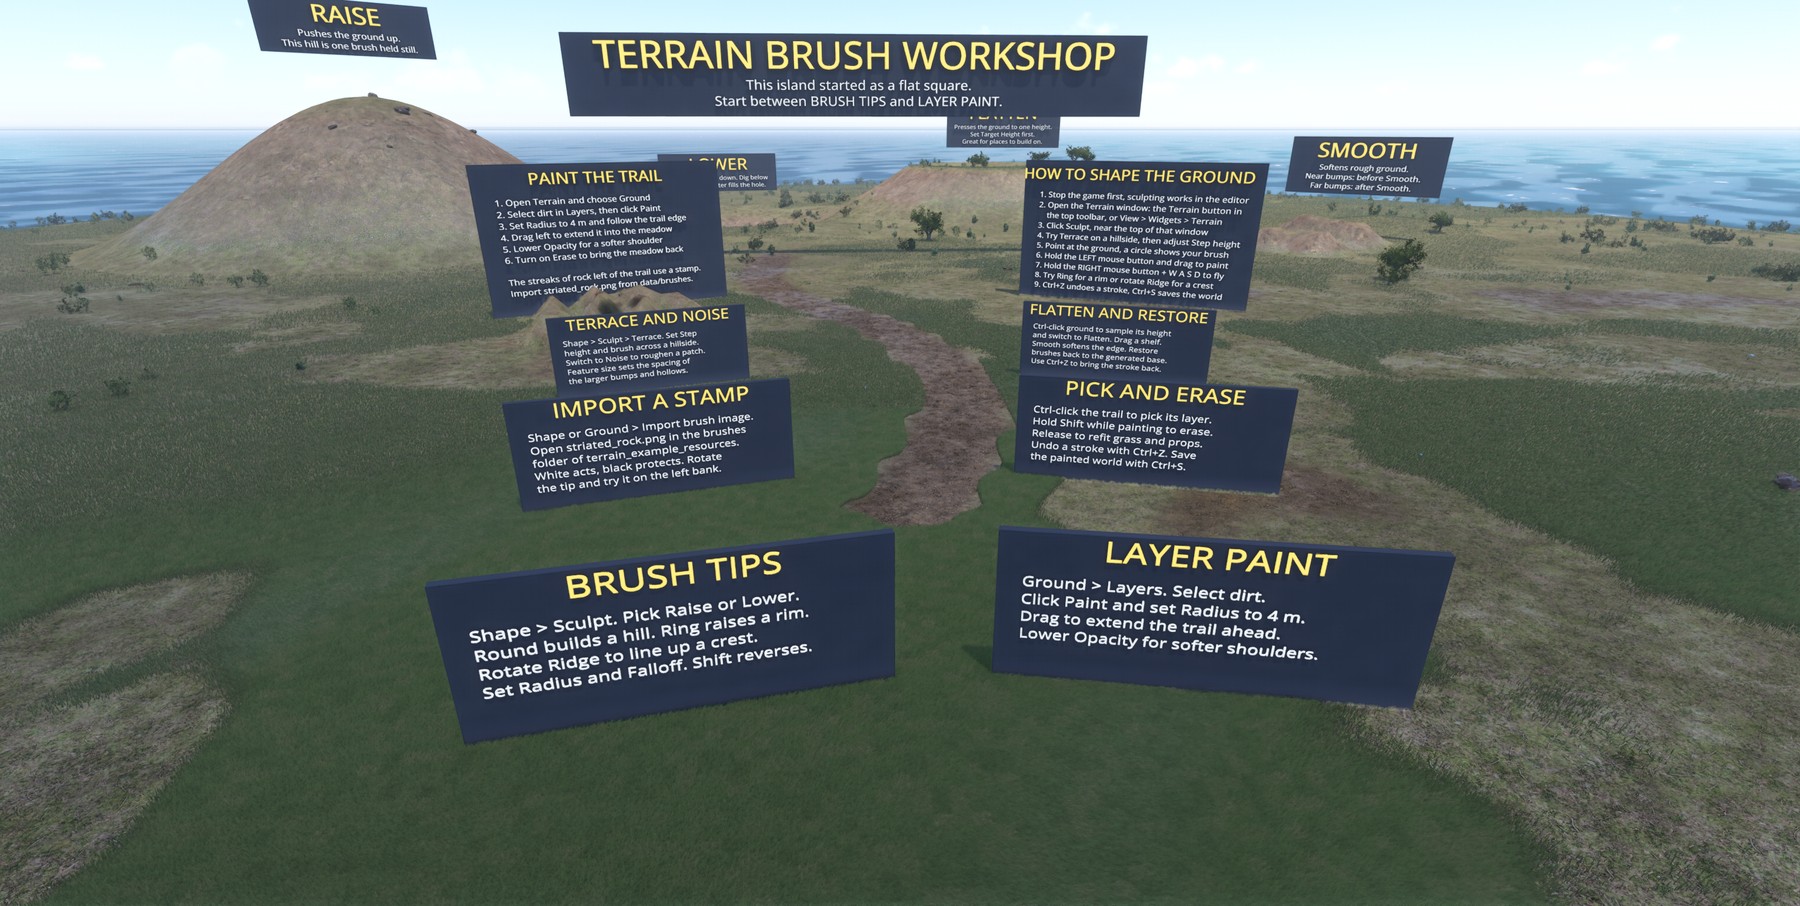 RAISE
Pushes the ground up.
This hill is one brush held still.
TERRAIN BRUSH WORKSHOP
This island started as a flat square.
Start between BRUSH TIPS and LAYER PAINT.
FLATTEN
Presses the ground to one height.
Set Target Height first.
Great for places to build on.
SMOOTH
Softens rough ground.
Near bumps: before Smooth.
Far bumps: after Smooth.
LOWER
down. Dig below
fills the hole.
PAINT THE TRAIL
1. Open Terrain and choose Ground
2. Select dirt in Layers, then click Paint
3. Set Radius to 4 m and follow the trail edge
4. Drag left to extend it into the meadow
5. Lower Opacity for a softer shoulder
6. Turn on Erase to bring the meadow back
The streaks of rock left of the trail use a stamp.
Import striated_rock.png from data/brushes.
HOW TO SHAPE THE GROUND
1. Stop the game first, sculpting works in the editor
2. Open the Terrain window: the Terrain button in
the top toolbar, or View > Widgets > Terrain
3. Click Sculpt, near the top of that window
4. Try Terrace on a hillside, then adjust Step height
5. Point at the ground, a circle shows your brush
6. Hold the LEFT mouse button and drag to paint
7. Hold the RIGHT mouse button + W A S D to fly
8. Try Ring for a rim or rotate Ridge for a crest
9. Ctrl+Z undoes a stroke, Ctrl+S saves the world
TERRACE AND NOISE
Shape > Sculpt > Terrace. Set Step
height and brush across a hillside.
Switch to Noise to roughen a patch.
Feature size sets the spacing of
the larger bumps and hollows.
FLATTEN AND RESTORE
Ctrl-click ground to sample its height
and switch to Flatten. Drag a shelf.
Smooth softens the edge. Restore
brushes back to the generated base.
Use Ctrl+Z to bring the stroke back.
IMPORT A STAMP
Shape or Ground > Import brush image.
Open striated_rock.png in the brushes
folder of terrain_example_resources.
White acts, black protects. Rotate
the tip and try it on the left bank.
PICK AND ERASE
Ctrl-click the trail to pick its layer.
Hold Shift while painting to erase.
Release to refit grass and props.
Undo a stroke with Ctrl+Z. Save
the painted world with Ctrl+S.
BRUSH TIPS
Shape > Sculpt. Pick Raise or Lower.
Round builds a hill. Ring raises a rim.
Rotate Ridge to line up a crest.
Set Radius and Falloff. Shift reverses.
LAYER PAINT
Ground > Layers. Select dirt.
Click Paint and set Radius to 4 m.
Drag to extend the trail ahead.
Lower Opacity for softer shoulders.